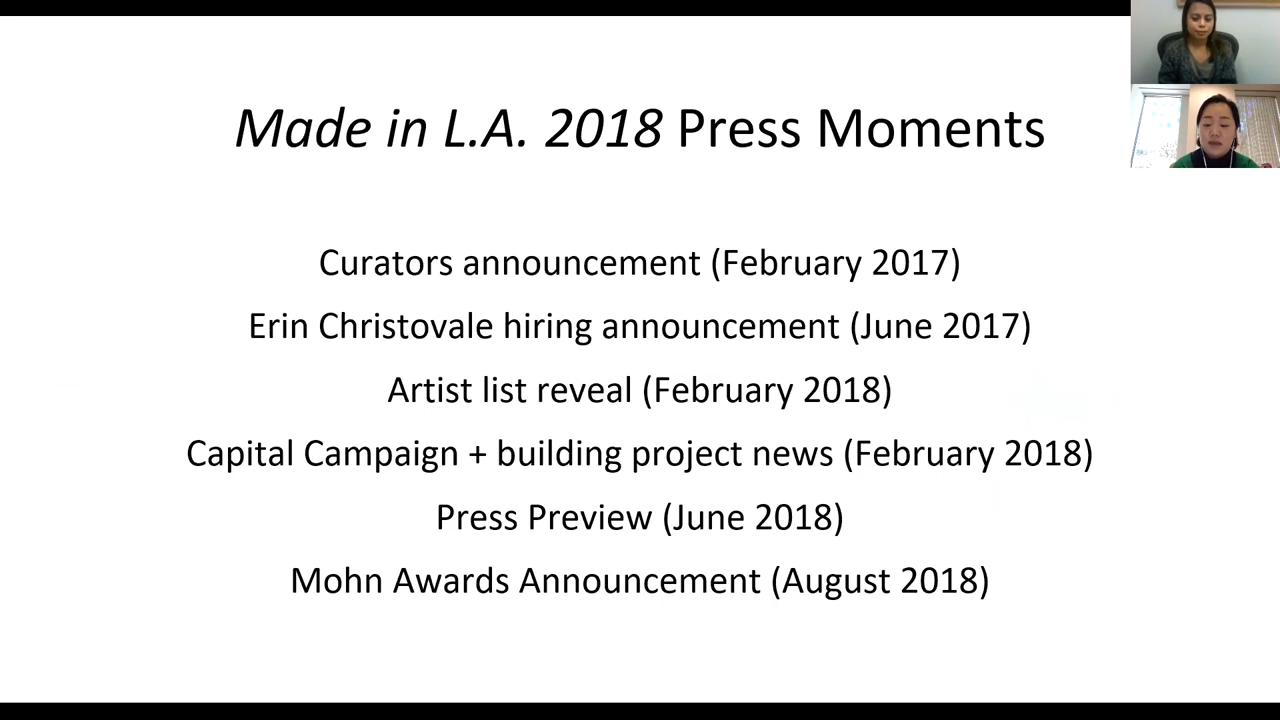 Made in L.A. 2018 Press Moments
Curators announcement (February 2017)
Erin Christovale hiring announcement (June 2017)
Artist list reveal (February 2018)
Capital Campaign + building project news (February 2018)
Press Preview (June 2018)
Mohn Awards Announcement (August 2018)